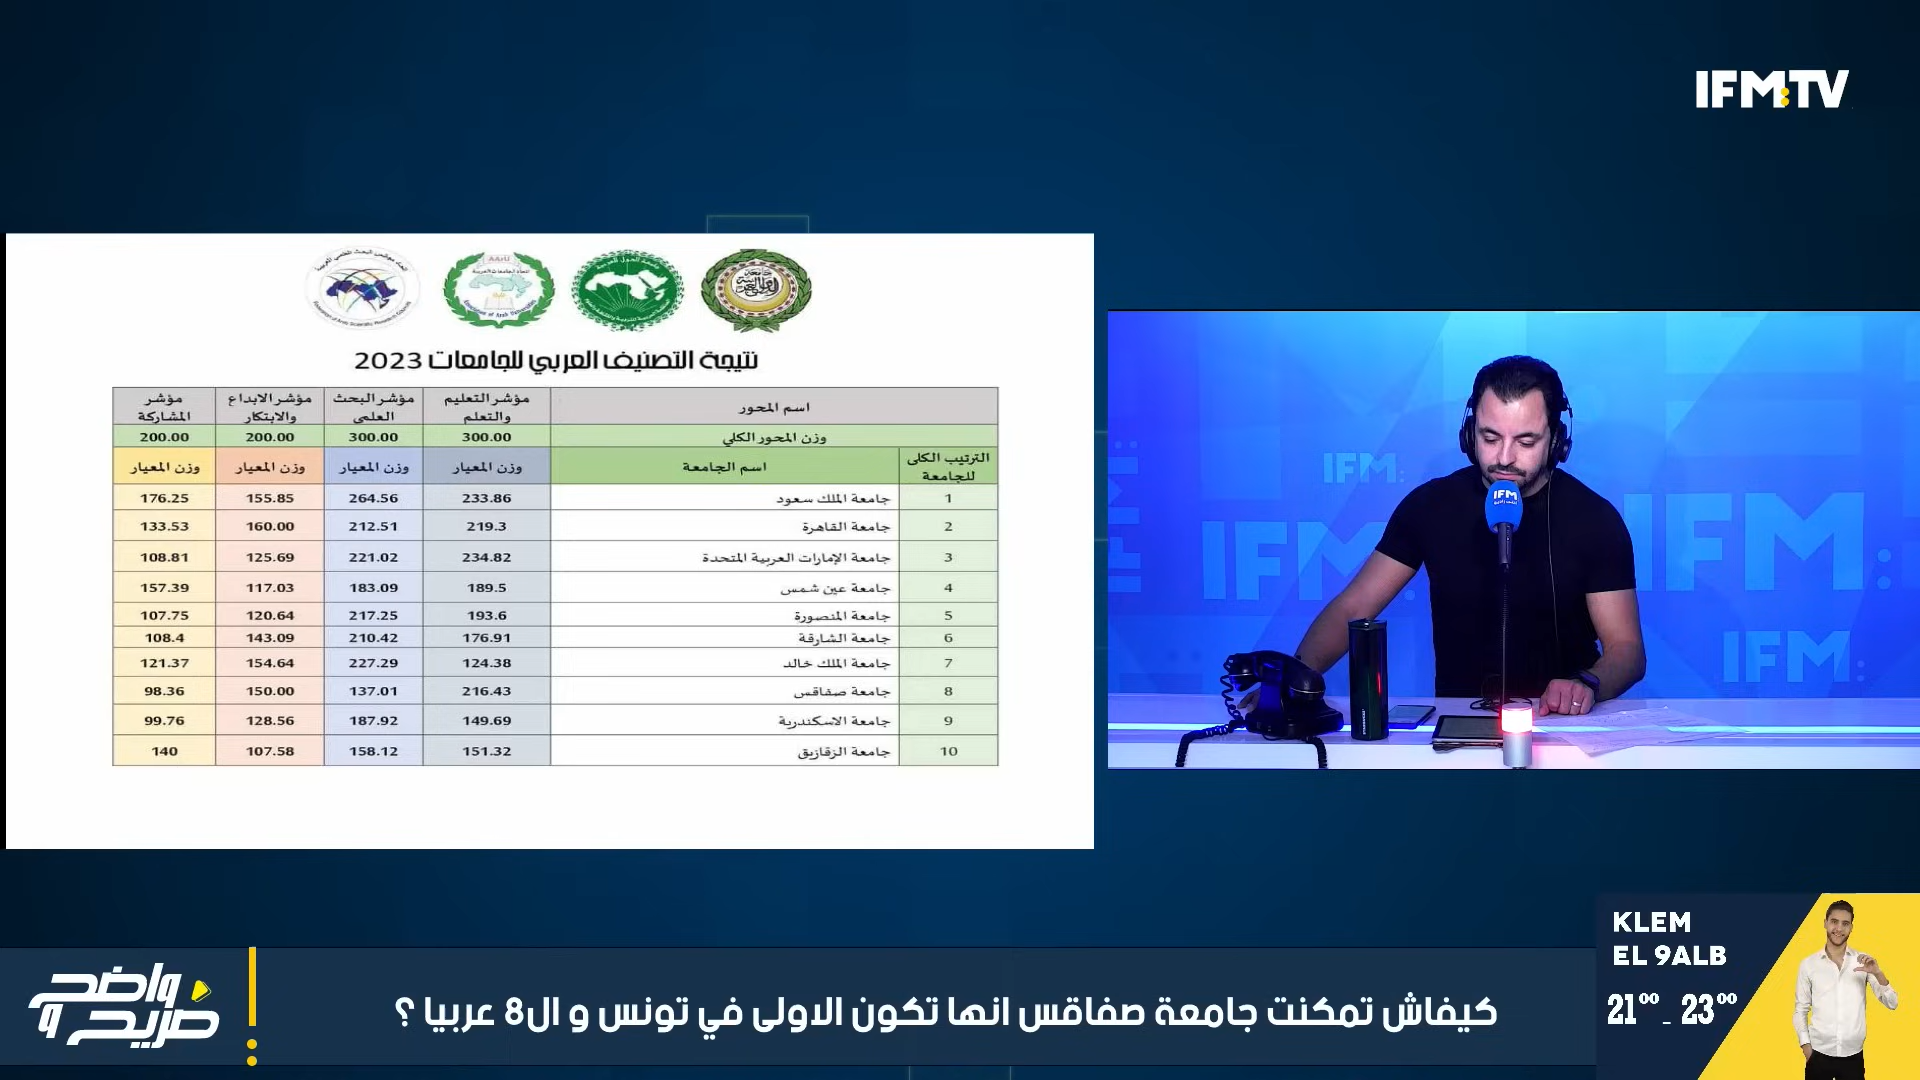 IFM:TV
نتيجة التصنيف العربي للجامعات 2023
اسم المحور | مؤشر التعليم والتعلم | مؤشر البحث العلمي | مؤشر الابداع والابتكار | مؤشر المشاركة
وزن المحور الكلي | 300.00 | 300.00 | 200.00 | 200.00
الترتيب الكلي للجامعة | اسم الجامعة | وزن المعيار | وزن المعيار | وزن المعيار | وزن المعيار
1 | جامعة الملك سعود | 233.86 | 264.56 | 155.85 | 176.25
2 | جامعة القاهرة | 219.3 | 212.51 | 160.00 | 133.53
3 | جامعة الإمارات العربية المتحدة | 234.82 | 221.02 | 125.69 | 108.81
4 | جامعة عين شمس | 189.5 | 183.09 | 117.03 | 157.39
5 | جامعة المنصورة | 193.6 | 217.25 | 120.64 | 107.75
6 | جامعة الشارقة | 176.91 | 210.42 | 143.09 | 108.4
7 | جامعة الملك خالد | 124.38 | 227.29 | 154.64 | 121.37
8 | جامعة صفاقس | 216.43 | 137.01 | 150.00 | 98.36
9 | جامعة الاسكندرية | 149.69 | 187.92 | 128.56 | 99.76
10 | جامعة الزقازيق | 151.32 | 158.12 | 107.58 | 140
IFM:
IFM
IFM
IFM:
IFM:
واضح
و صريح
كيفاش تمكنت جامعة صفاقس انها تكون الاولى في تونس و ال8 عربيا ؟
KLEM
EL 9ALB
21⁰⁰ - 23⁰⁰